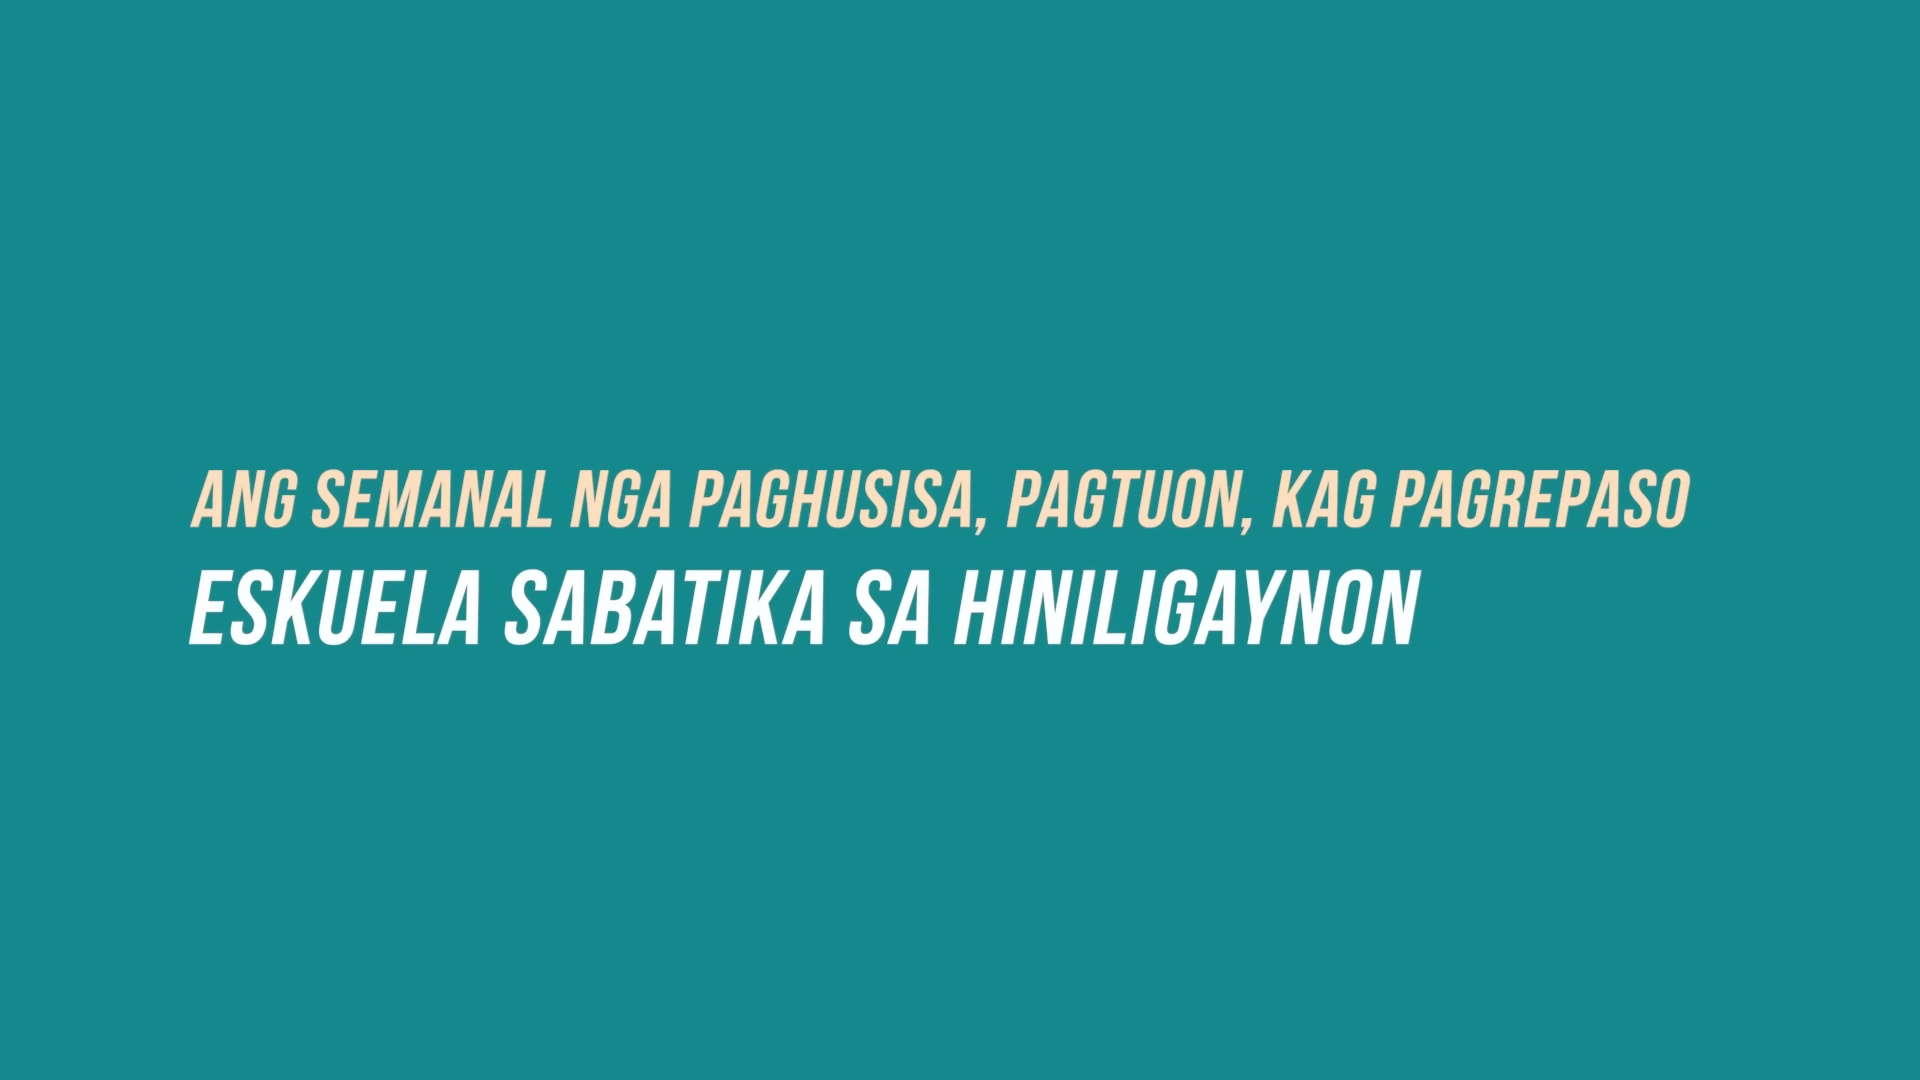 ANG SEMANAL NGA PAGHUSISA, PAGTUON, KAG PAGREPASO
ESKUELA SABATIKA SA HINILIGAYNON